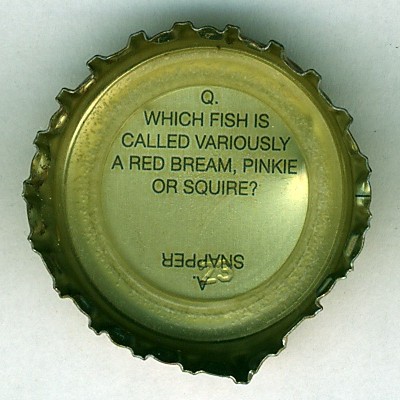 Q.
WHICH FISH IS
CALLED VARIOUSLY
A RED BREAM, PINKIE
OR SQUIRE?
A.
SNAPPER